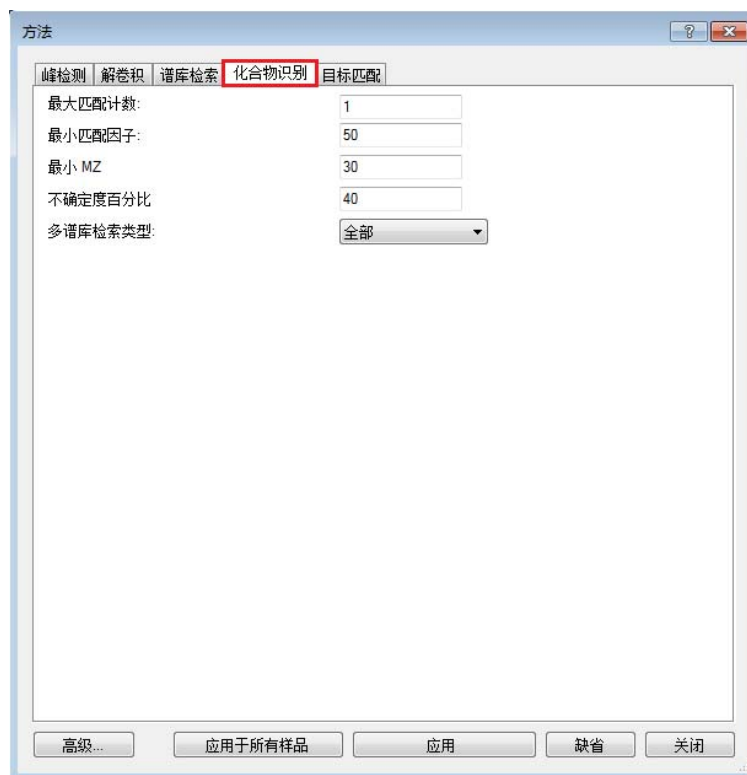 方法
峰检测 解卷积 谱库检索 化合物识别 目标匹配
最大匹配计数: 1
最小匹配因子: 50
最小 MZ 30
不确定度百分比 40
多谱库检索类型: 全部
高级... 应用于所有样品 应用 缺省 关闭